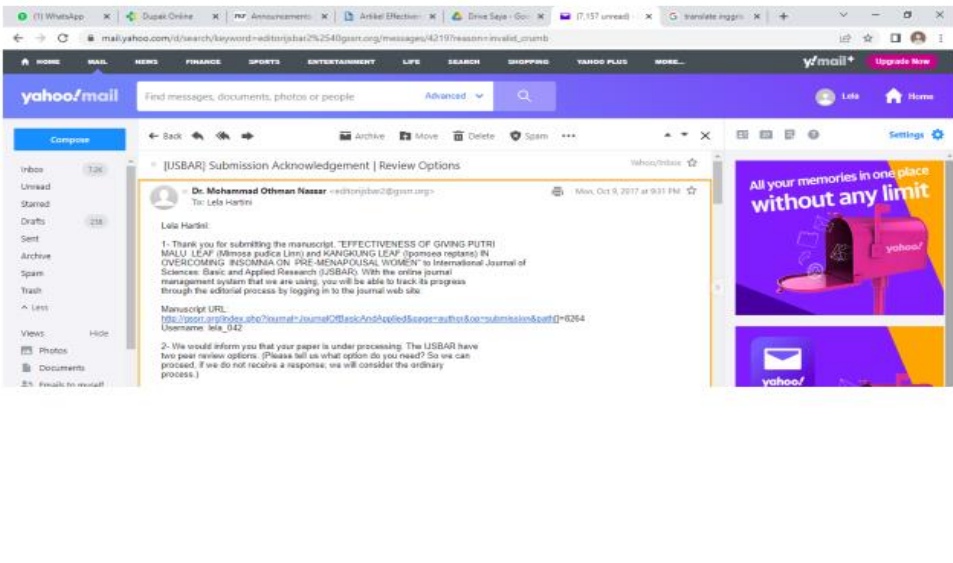 (1) WhatsApp
Dupak Online
Announcements
Artikel Effective
Drive Saya - Goo
(7,157 unread)
translate inggris
mail.yahoo.com/d/search/keyword=editorijsbar2%2540gssrr.org/messages/4219?reason=invalid_crumb
HOME MAIL NEWS FINANCE SPORTS ENTERTAINMENT LIFE SEARCH SHOPPING YAHOO PLUS MORE...
y!mail+ Upgrade Now
yahoo!mail
Find messages, documents, photos or people
Advanced
Lela
Home
Compose
Back
Archive
Move
Delete
Spam
Settings
Inbox
Unread
Starred
Drafts 218
Sent
Archive
Spam
Trash
Less
Views Hide
Photos
Documents
Emails to myself
[IJSBAR] Submission Acknowledgement | Review Options
Yahoo/Inbox
Dr. Mohammad Othman Nassar <editorijsbar2@gssrr.org>
Mon, Oct 9, 2017 at 9:31 PM
To: Lela Hartini
Lela Hartini:
1- Thank you for submitting the manuscript, "EFFECTIVENESS OF GIVING PUTRI
MALU LEAF (Mimosa pudica Linn) and KANGKUNG LEAF (Ipomoea reptans) IN
OVERCOMING INSOMNIA ON PRE-MENAPOUSAL WOMEN" to International Journal of
Sciences: Basic and Applied Research (IJSBAR). With the online journal
management system that we are using, you will be able to track its progress
through the editorial process by logging in to the journal web site:
Manuscript URL:
http://gssrr.org/index.php?journal=JournalOfBasicAndApplied&page=author&op=submission&path[]=8264
Username: lela_042
2- We would inform you that your paper is under processing. The IJSBAR have
two peer review options. (Please tell us what option do you need? So we can
proceed, if we do not receive a response; we will consider the ordinary
process.)
All your memories in one place
without any limit
yahoo!
yahoo!